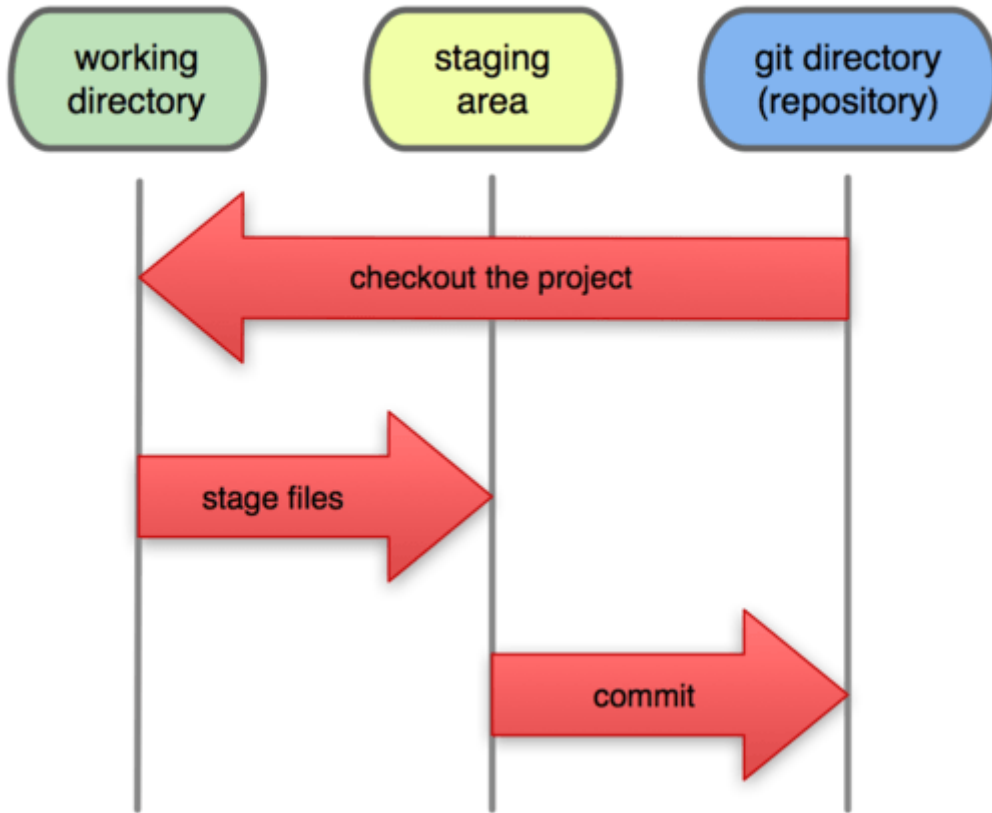 working
directory
staging
area
git directory
(repository)
checkout the project
stage files
commit